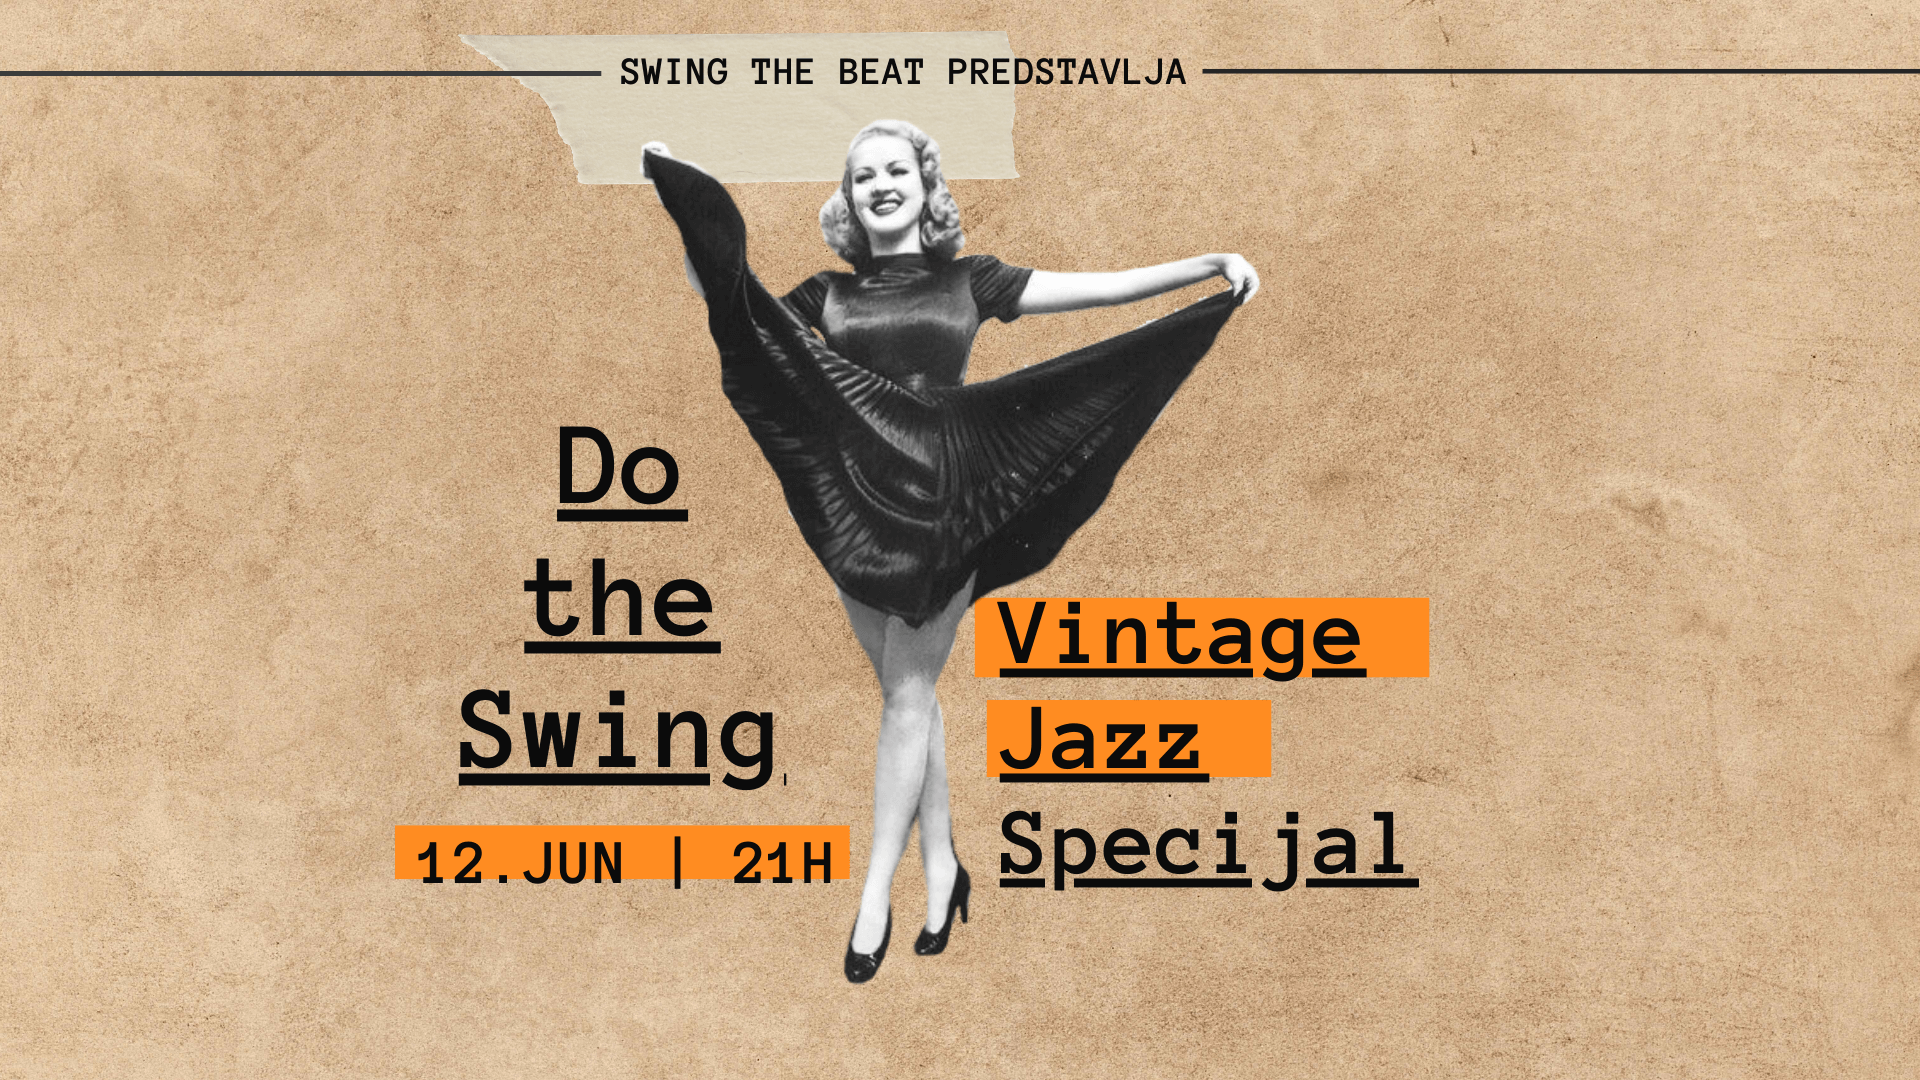 SWING THE BEAT PREDSTAVLJA
Do
the
Swing
12.JUN | 21H
Vintage
Jazz
Specijal